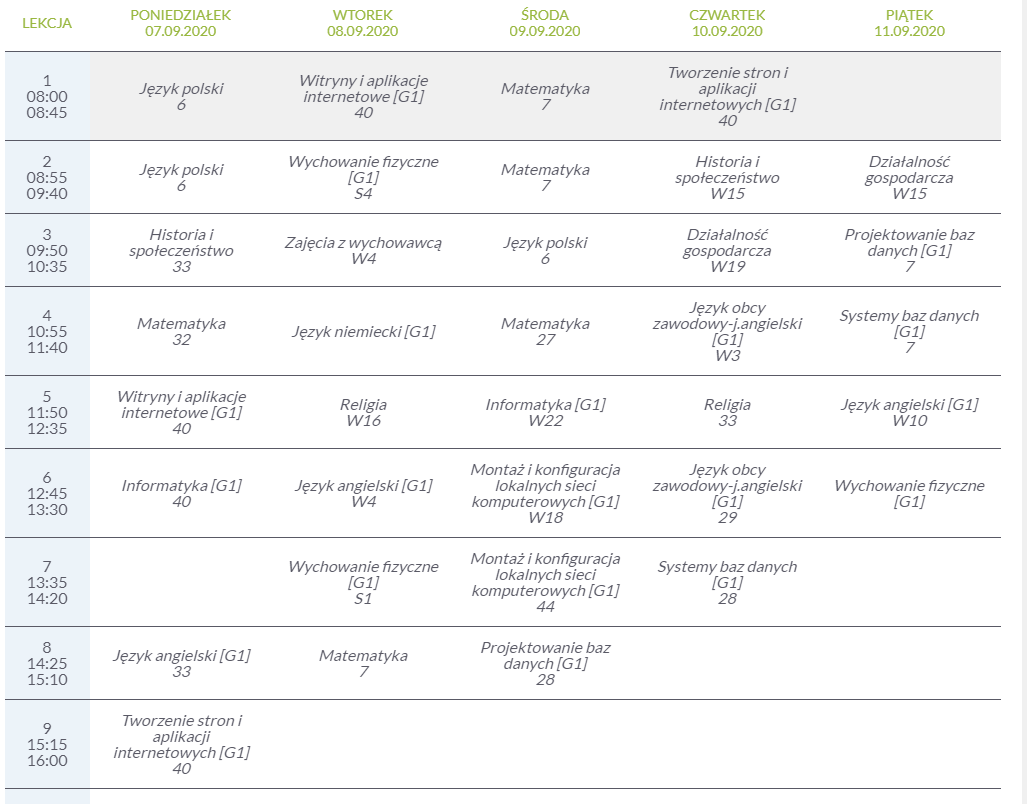 LEKCJA
PONIEDZIAŁEK
07.09.2020
WTOREK
08.09.2020
ŚRODA
09.09.2020
CZWARTEK
10.09.2020
PIĄTEK
11.09.2020
1
08:00
08:45
Język polski
6
Witryny i aplikacje
internetowe [G1]
40
Matematyka
7
Tworzenie stron i
aplikacji
internetowych [G1]
40
2
08:55
09:40
Język polski
6
Wychowanie fizyczne
[G1]
S4
Matematyka
7
Historia i
społeczeństwo
W15
Działalność
gospodarcza
W15
3
09:50
10:35
Historia i
społeczeństwo
33
Zajęcia z wychowawcą
W4
Język polski
6
Działalność
gospodarcza
W19
Projektowanie baz
danych [G1]
7
4
10:55
11:40
Matematyka
32
Język niemiecki [G1]
Matematyka
27
Język obcy
zawodowy-j.angielski
[G1]
W3
Systemy baz danych
[G1]
7
5
11:50
12:35
Witryny i aplikacje
internetowe [G1]
40
Religia
W16
Informatyka [G1]
W22
Religia
33
Język angielski [G1]
W10
6
12:45
13:30
Informatyka [G1]
40
Język angielski [G1]
W4
Montaż i konfiguracja
lokalnych sieci
komputerowych [G1]
W18
Język obcy
zawodowy-j.angielski
[G1]
29
Wychowanie fizyczne
[G1]
7
13:35
14:20
Wychowanie fizyczne
[G1]
S1
Montaż i konfiguracja
lokalnych sieci
komputerowych [G1]
44
Systemy baz danych
[G1]
28
8
14:25
15:10
Język angielski [G1]
33
Matematyka
7
Projektowanie baz
danych [G1]
28
9
15:15
16:00
Tworzenie stron i
aplikacji
internetowych [G1]
40